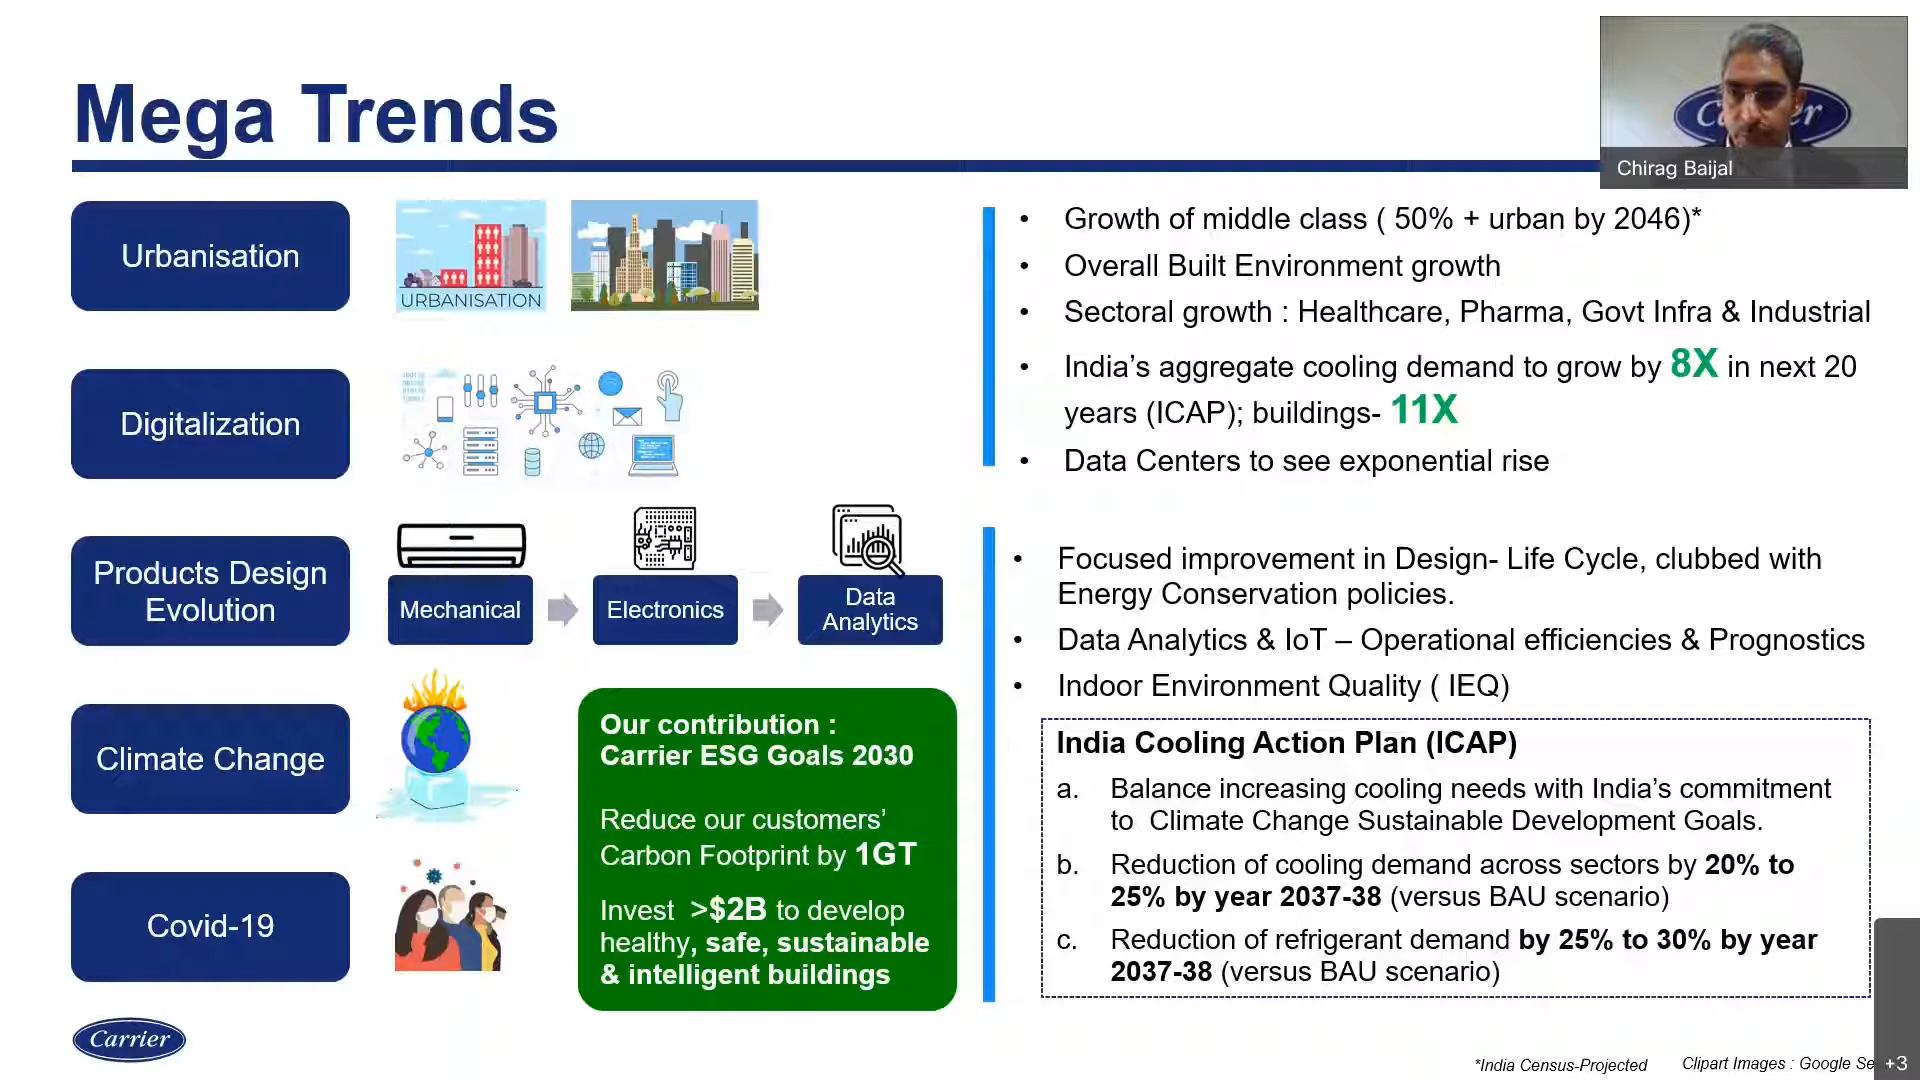 Mega Trends
Chirag Baijal
Urbanisation
URBANISATION
Digitalization
Products Design
Evolution
Mechanical
Electronics
Data
Analytics
Climate Change
Covid-19
Our contribution :
Carrier ESG Goals 2030
Reduce our customers’
Carbon Footprint by 1GT
Invest >$2B to develop
healthy, safe, sustainable
& intelligent buildings
• Growth of middle class ( 50% + urban by 2046)*
• Overall Built Environment growth
• Sectoral growth : Healthcare, Pharma, Govt Infra & Industrial
• India’s aggregate cooling demand to grow by 8X in next 20
years (ICAP); buildings- 11X
• Data Centers to see exponential rise
• Focused improvement in Design- Life Cycle, clubbed with
Energy Conservation policies.
• Data Analytics & IoT – Operational efficiencies & Prognostics
• Indoor Environment Quality ( IEQ)
India Cooling Action Plan (ICAP)
a. Balance increasing cooling needs with India’s commitment
to Climate Change Sustainable Development Goals.
b. Reduction of cooling demand across sectors by 20% to
25% by year 2037-38 (versus BAU scenario)
c. Reduction of refrigerant demand by 25% to 30% by year
2037-38 (versus BAU scenario)
Carrier
*India Census-Projected
Clipart Images : Google
+3